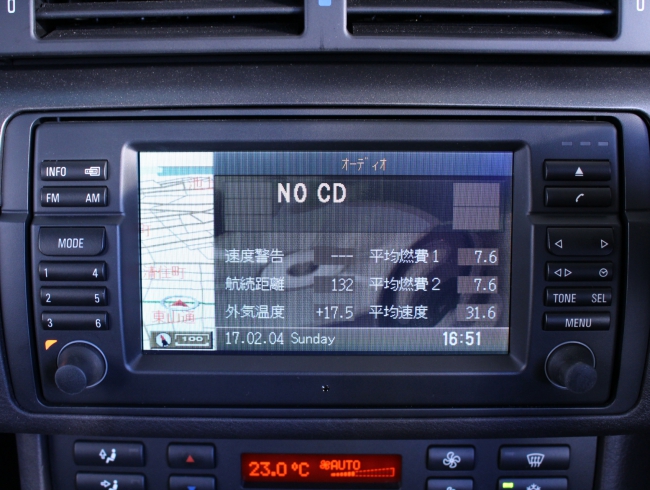 INFO
FM AM
MODE
1 4
2 5
3 6
オーディオ
NO CD
速度警告 --- 平均燃費1 7.6
航続距離 132 平均燃費2 7.6
外気温度 +17.5 平均速度 31.6
100 17.02.04 Sunday 16:51
TONE SEL
MENU
23.0°C AUTO